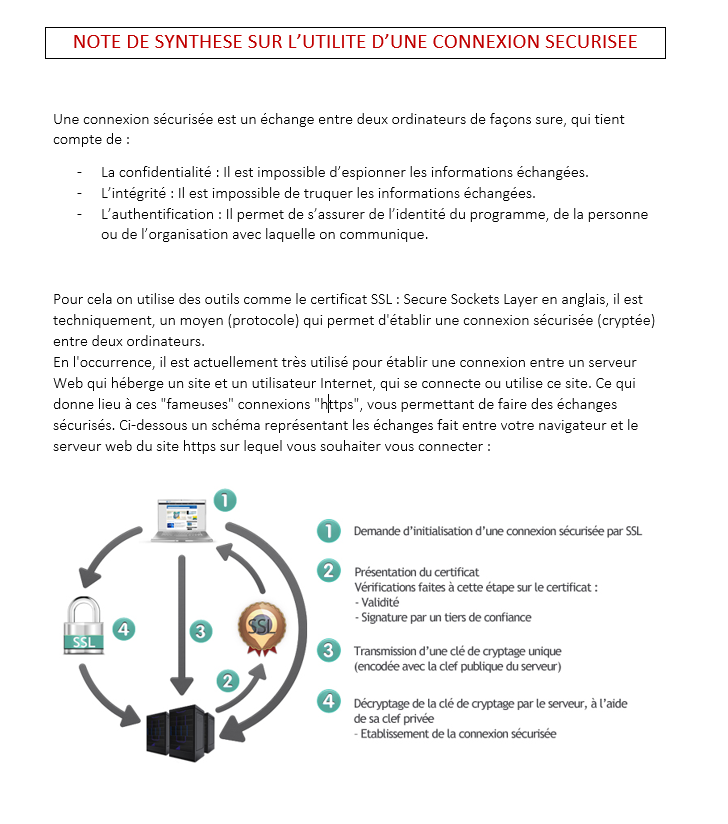 NOTE DE SYNTHESE SUR L’UTILITE D’UNE CONNEXION SECURISEE
Une connexion sécurisée est un échange entre deux ordinateurs de façons sure, qui tient
compte de :
- La confidentialité : Il est impossible d’espionner les informations échangées.
- L’intégrité : Il est impossible de truquer les informations échangées.
- L’authentification : Il permet de s’assurer de l’identité du programme, de la personne
ou de l’organisation avec laquelle on communique.
Pour cela on utilise des outils comme le certificat SSL : Secure Sockets Layer en anglais, il est
techniquement, un moyen (protocole) qui permet d'établir une connexion sécurisée (cryptée)
entre deux ordinateurs.
En l'occurrence, il est actuellement très utilisé pour établir une connexion entre un serveur
Web qui héberge un site et un utilisateur Internet, qui se connecte ou utilise ce site. Ce qui
donne lieu à ces "fameuses" connexions "https", vous permettant de faire des échanges
sécurisés. Ci-dessous un schéma représentant les échanges fait entre votre navigateur et le
serveur web du site https sur lequel vous souhaiter vous connecter :
1
SSL
4
3
SSL
2
1 Demande d’initialisation d’une connexion sécurisée par SSL
2 Présentation du certificat
Vérifications faites à cette étape sur le certificat :
- Validité
- Signature par un tiers de confiance
3 Transmission d’une clé de cryptage unique
(encodée avec la clef publique du serveur)
4 Décryptage de la clé de cryptage par le serveur, à l’aide
de sa clef privée
- Etablissement de la connexion sécurisée